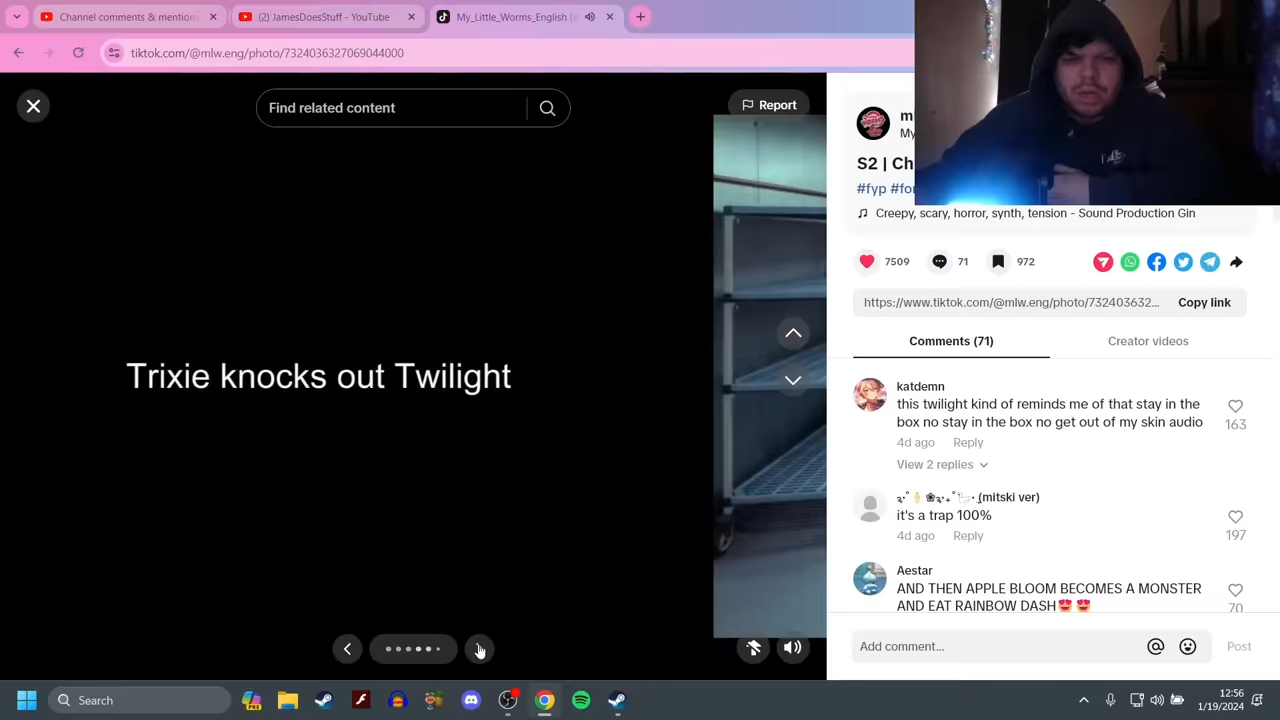 Channel comments & mention
(2) JamesDoesStuff - YouTube
My_Little_Worms_English (
tiktok.com/@mlw.eng/photo/7324036327069044000
Find related content
Report
Trixie knocks out Twilight
m
My
S2 | Ch
#fyp #for
Creepy, scary, horror, synth, tension - Sound Production Gin
7509
71
972
https://www.tiktok.com/@mlw.eng/photo/732403632...
Copy link
Comments (71)
Creator videos
katdemn
this twilight kind of reminds me of that stay in the
box no stay in the box no get out of my skin audio
163
4d ago
Reply
View 2 replies
(mitski ver)
it's a trap 100%
197
4d ago
Reply
Aestar
AND THEN APPLE BLOOM BECOMES A MONSTER
AND EAT RAINBOW DASH😍 😍
70
Add comment...
Post
Search
PRE
12:56
1/19/2024